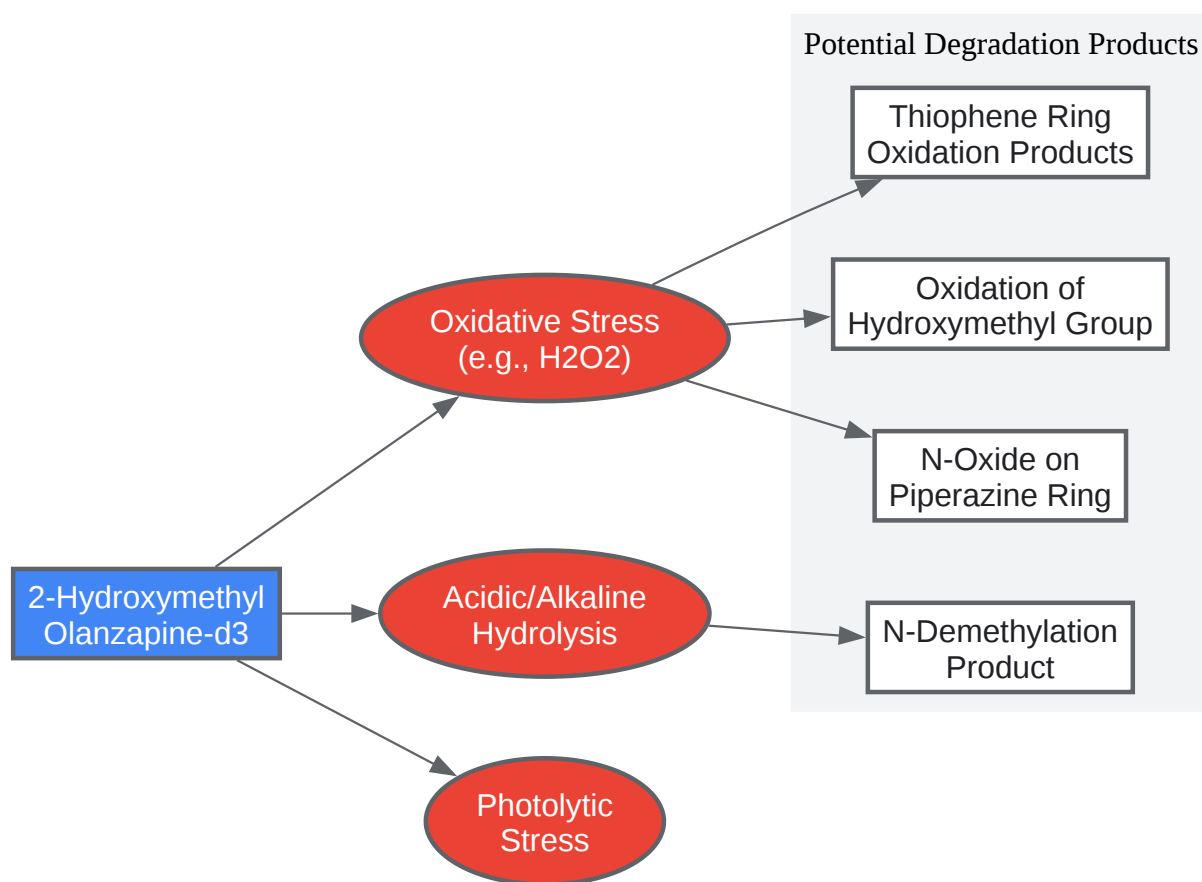 Potential Degradation Products
Thiophene Ring
Oxidation Products
Oxidation of
Hydroxymethyl Group
Oxidative Stress
(e.g., H2O2)
N-Oxide on
Piperazine Ring
2-Hydroxymethyl
Olanzapine-d3
Acidic/Alkaline
Hydrolysis
N-Demethylation
Product
Photolytic
Stress